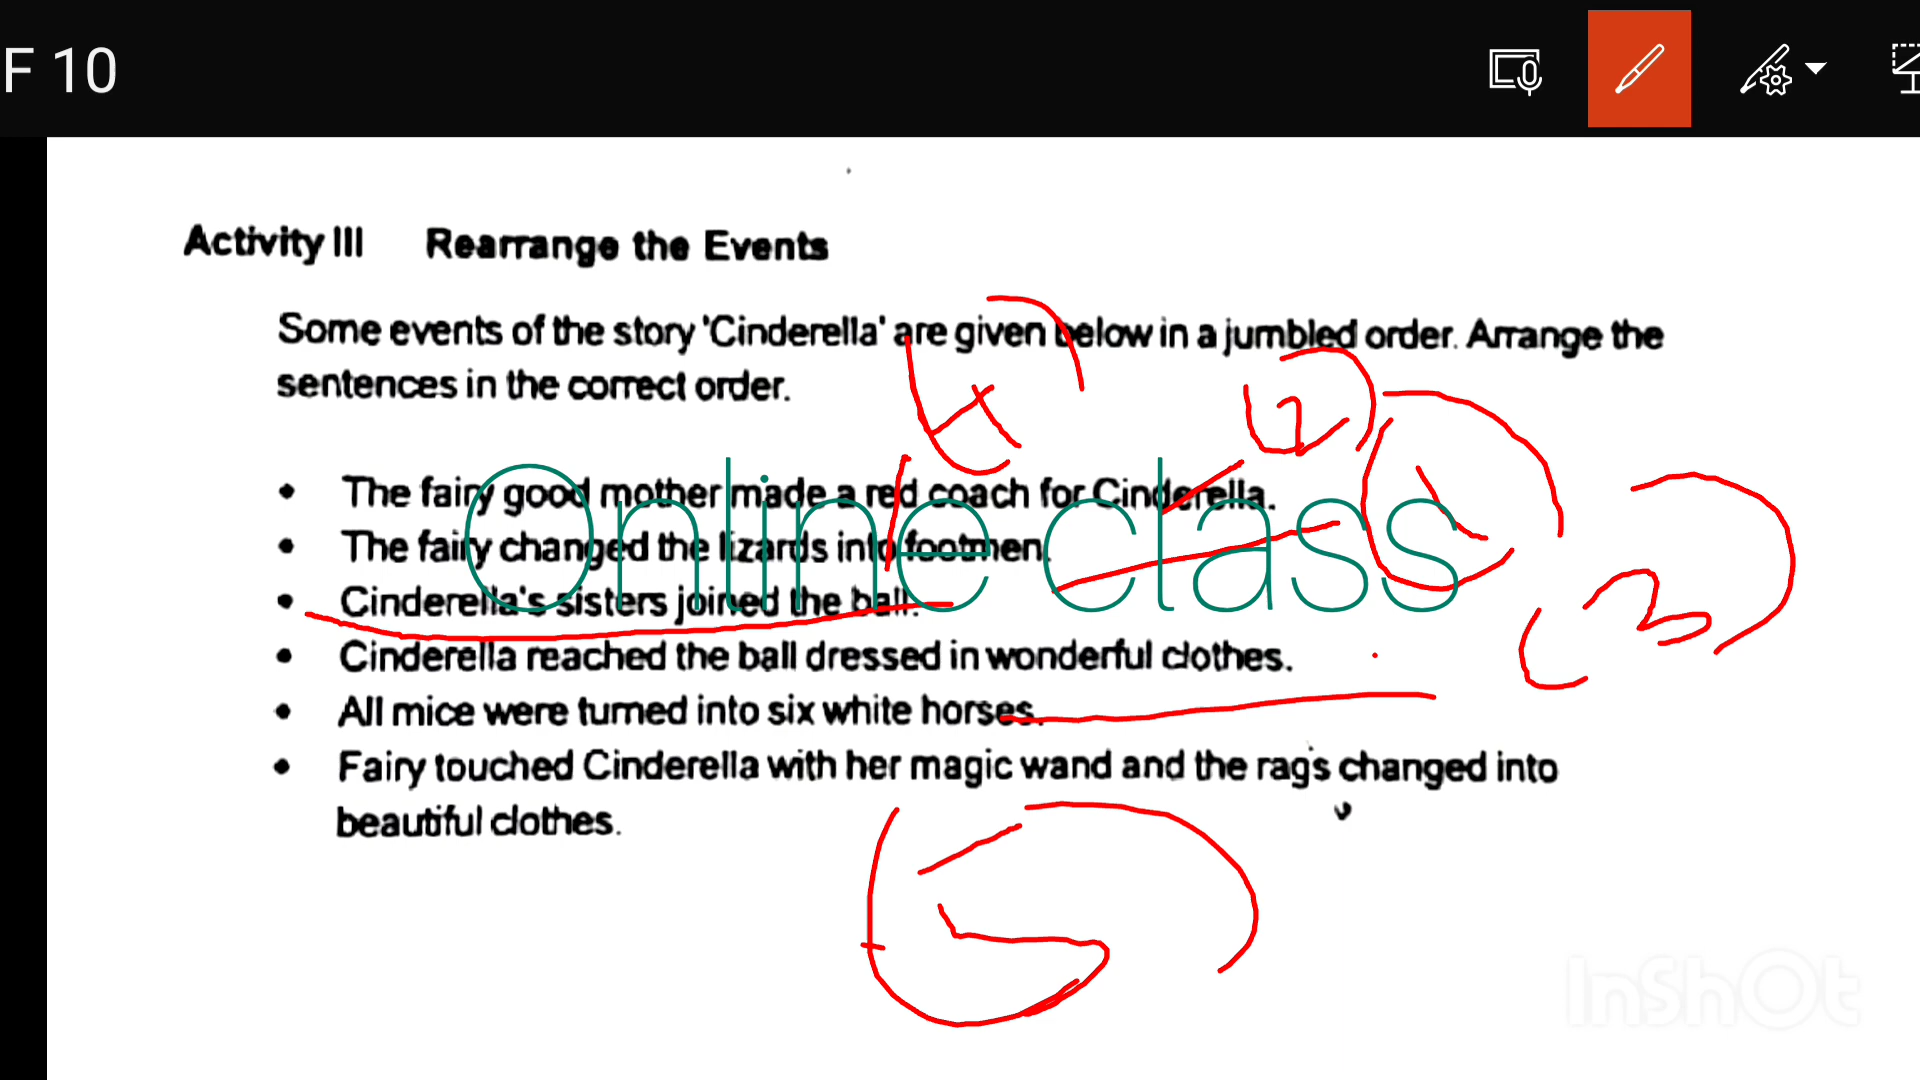 F 10
Activity III Rearrange the Events
Some events of the story 'Cinderella' are given below in a jumbled order. Arrange the
sentences in the correct order.
• The fairy good mother made a red coach for Cinderella.
• The fairy changed the lizards into footmen.
• Cinderella's sisters joined the ball.
• Cinderella reached the ball dressed in wonderful clothes.
• All mice were turned into six white horses.
• Fairy touched Cinderella with her magic wand and the rags changed into
beautiful clothes.
Online class
2
3
5
InShOt